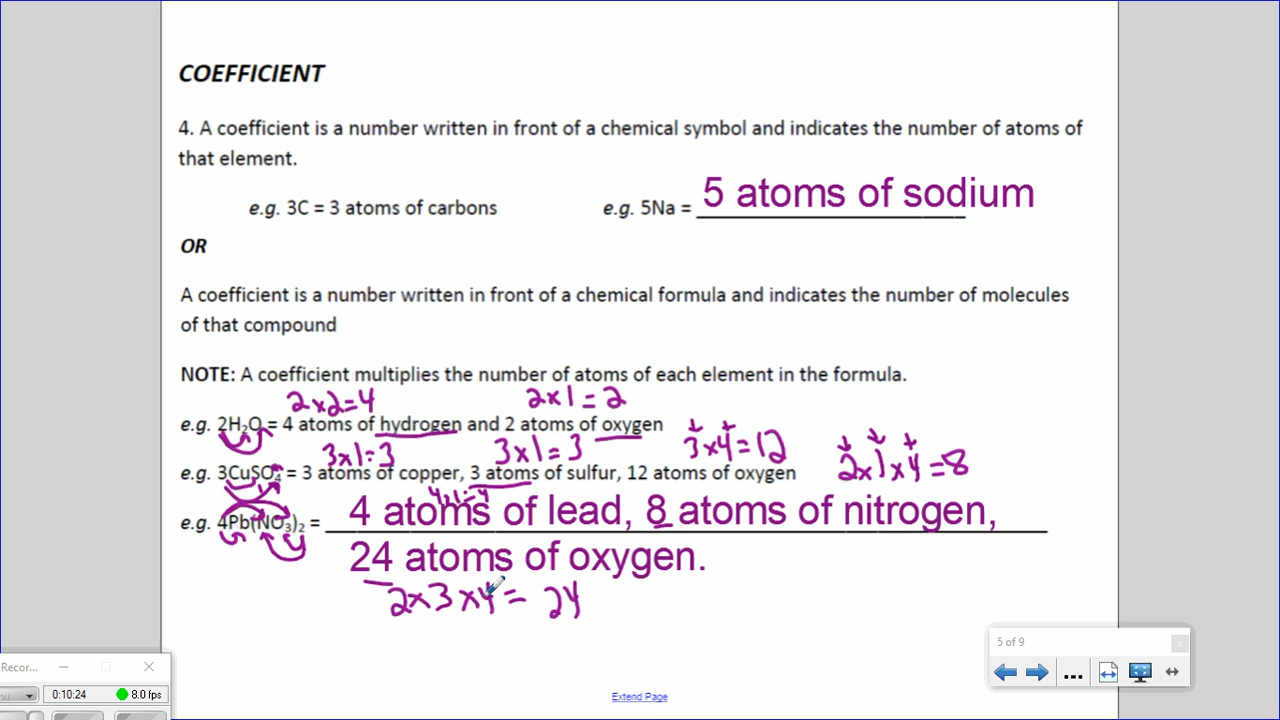 COEFFICIENT
4. A coefficient is a number written in front of a chemical symbol and indicates the number of atoms of
that element.
e.g. 3C = 3 atoms of carbons e.g. 5Na = 5 atoms of sodium
OR
A coefficient is a number written in front of a chemical formula and indicates the number of molecules
of that compound
NOTE: A coefficient multiplies the number of atoms of each element in the formula.
2x2=4 2x1=2
e.g. 2H₂O = 4 atoms of hydrogen and 2 atoms of oxygen
3x1=3 3x1=3 3x4=12 2x1x4=8
e.g. 3CuSO₄ = 3 atoms of copper, 3 atoms of sulfur, 12 atoms of oxygen
4x1=4
e.g. 4Pb(NO₃)₂ = 4 atoms of lead, 8 atoms of nitrogen,
24 atoms of oxygen.
2x3x4= 24
5 of 9
Recor...
0:10:24 8.0 fps
Extend Page